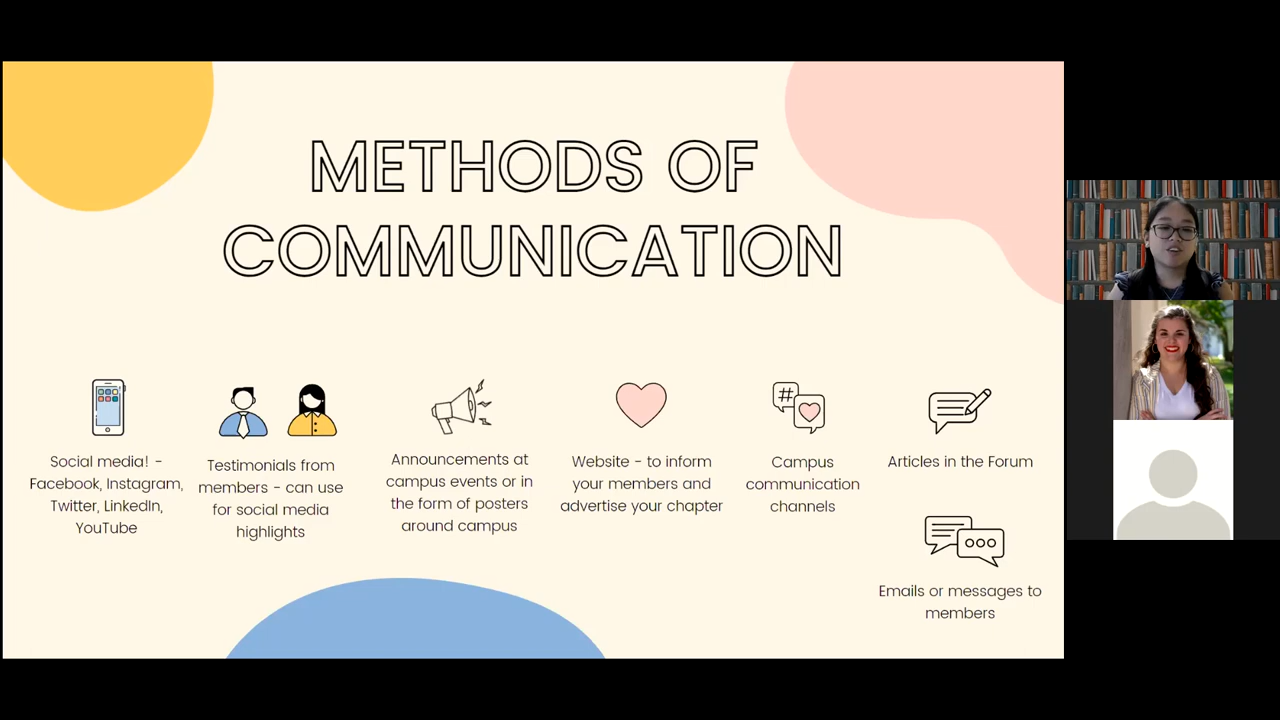 METHODS OF
COMMUNICATION
Social media! -
Facebook, Instagram,
Twitter, LinkedIn,
YouTube
Testimonials from
members - can use
for social media
highlights
Announcements at
campus events or in
the form of posters
around campus
Website - to inform
your members and
advertise your chapter
#
Campus
communication
channels
Articles in the Forum
Emails or messages to
members